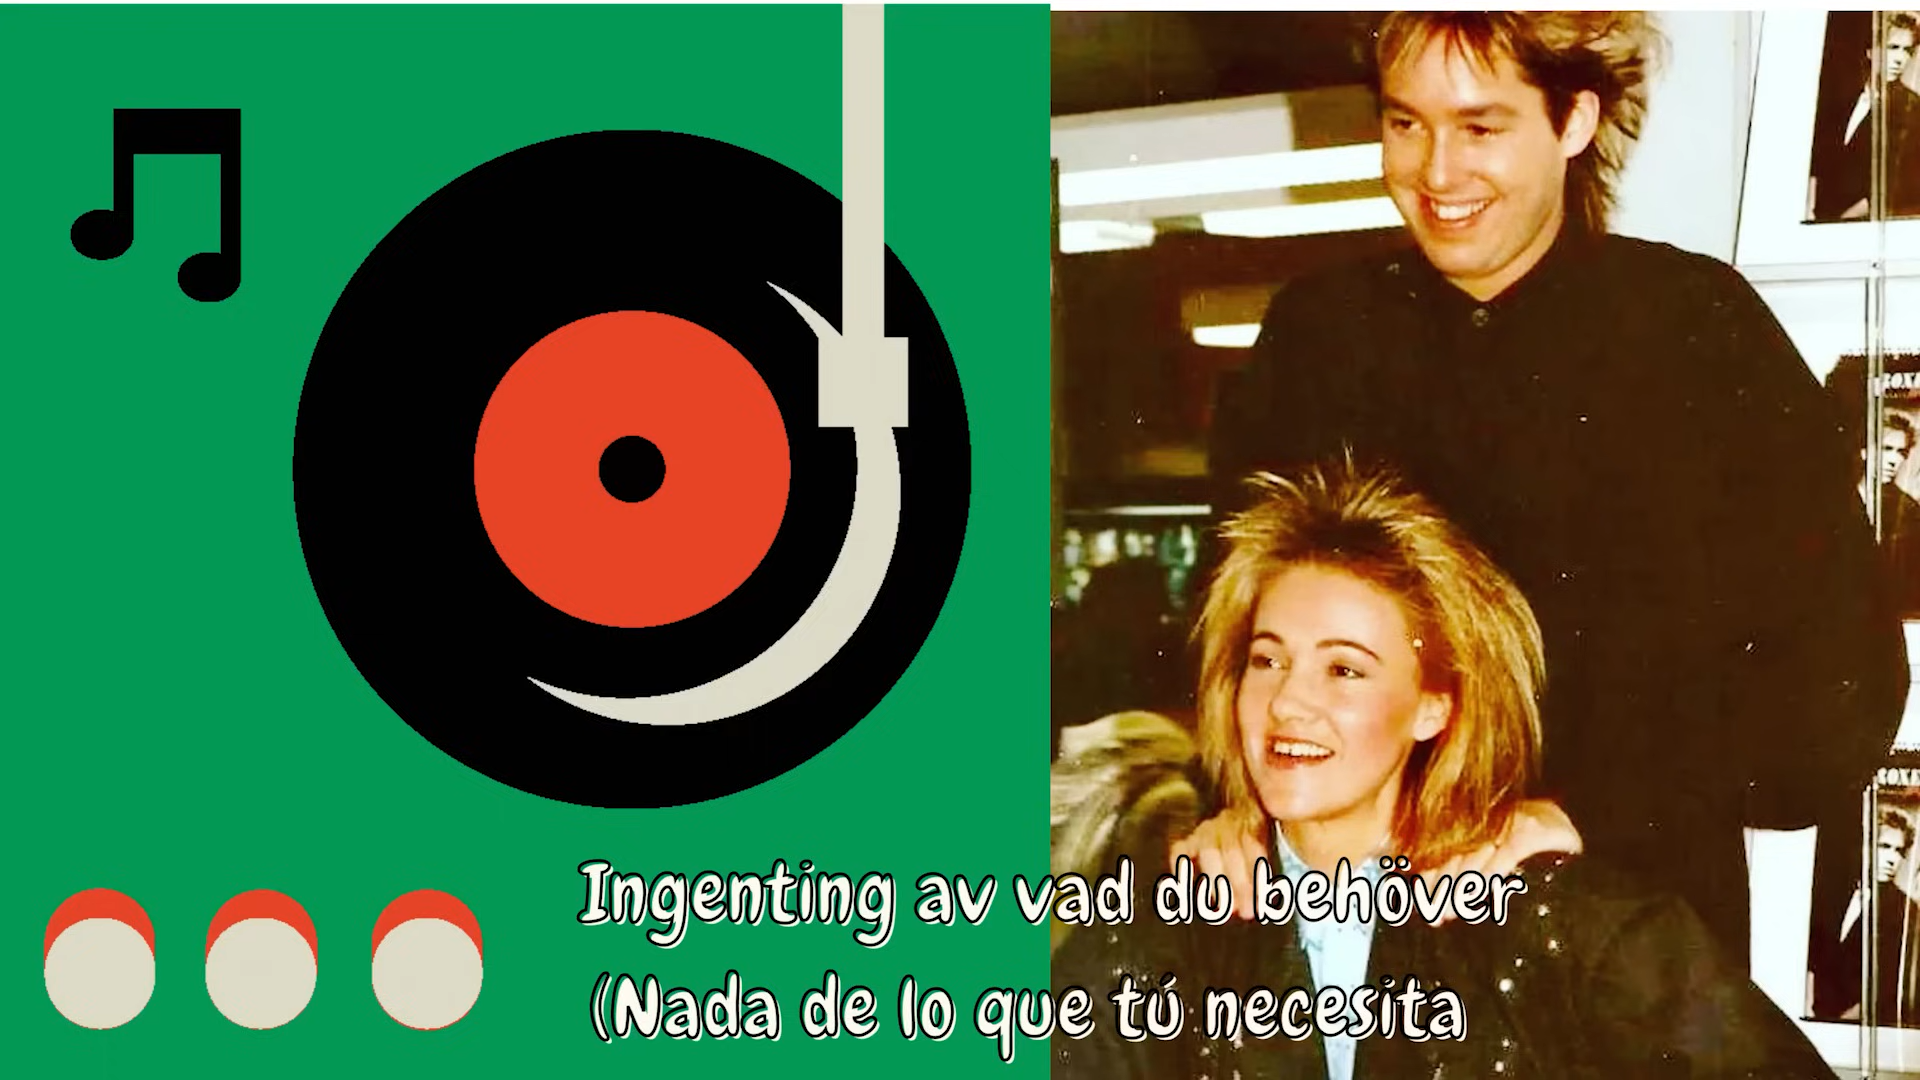 Ingenting av vad du behöver
(Nada de lo que tú necesita